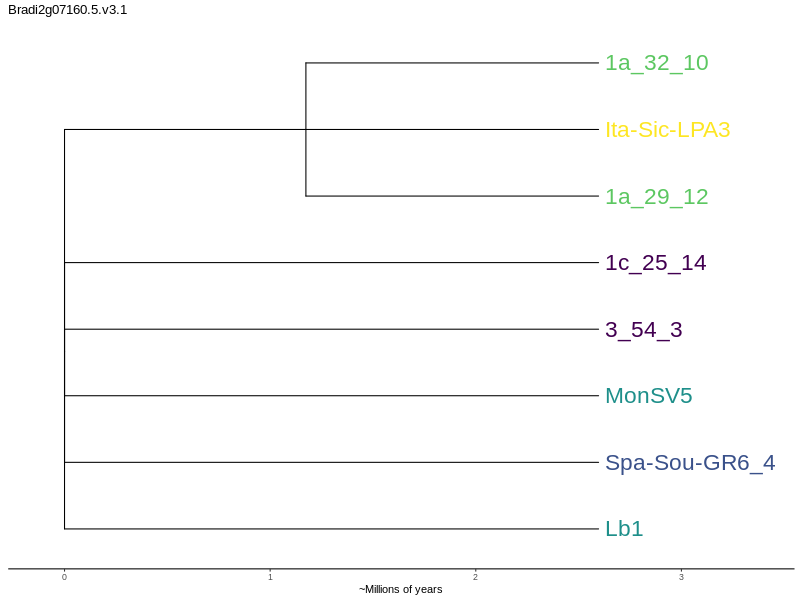 Bradi2g07160.5.v3.1
1a_32_10
Ita-Sic-LPA3
1a_29_12
1c_25_14
3_54_3
MonSV5
Spa-Sou-GR6_4
Lb1
0 1 2 3
~Millions of years